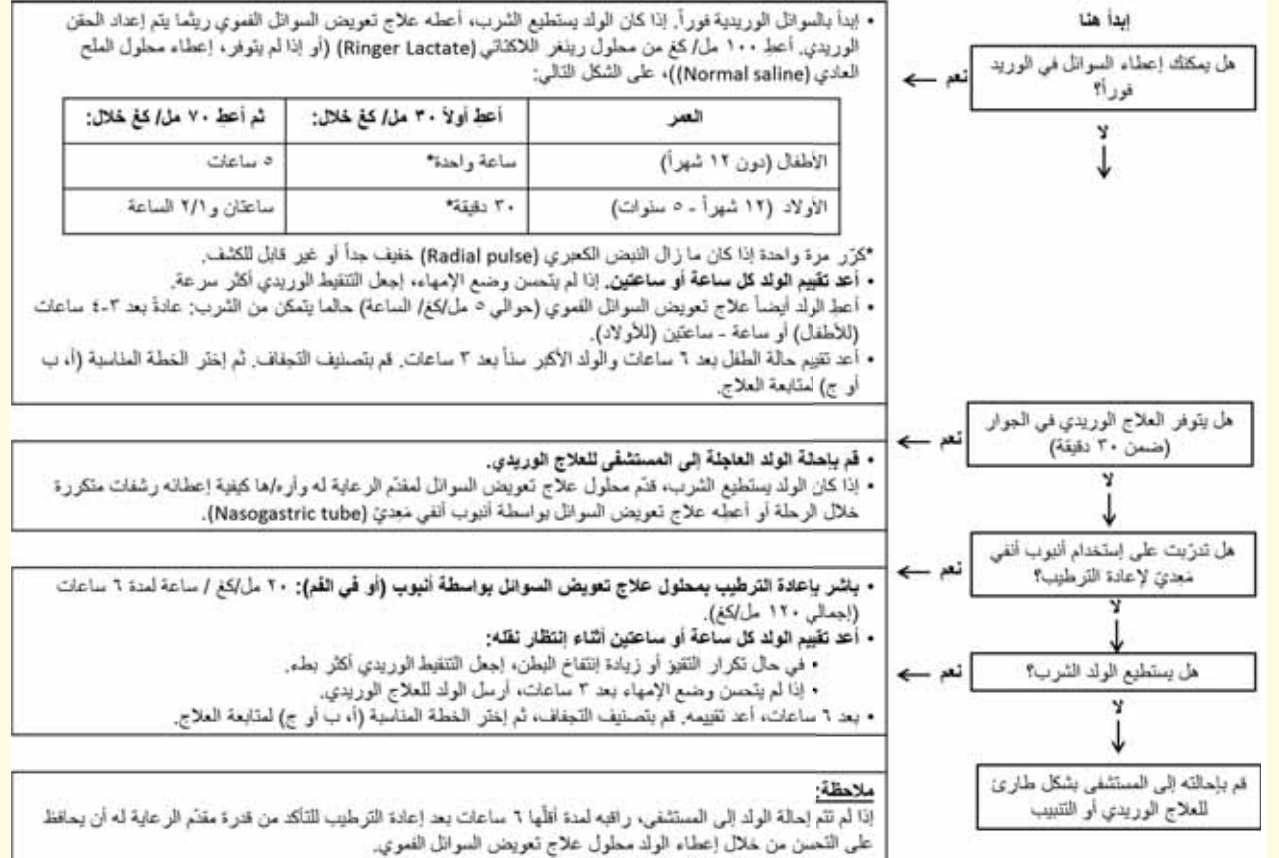 إبدأ هنا
هل يمكنك إعطاء السوائل في الوريد
فوراً؟
نعم
لا
• إبدأ بالسوائل الوريدية فوراً. إذا كان الولد يستطيع الشرب، أعطه علاج تعويض السوائل الفموي ريثما يتم إعداد الحقن
الوريدي. أعطِ ١٠٠ مل/ كغ من محلول رينغر اللاكتاتي (Ringer Lactate) (أو إذا لم يتوفر، إعطاء محلول الملح
العادي (Normal saline))، على الشكل التالي:
العمر | أعطِ أولاً ٣٠ مل/ كغ خلال: | ثم أعطِ ٧٠ مل/ كغ خلال:
الأطفال (دون ١٢ شهراً) | ساعة واحدة* | ٥ ساعات
الأولاد (١٢ شهراً - ٥ سنوات) | ٣٠ دقيقة* | ساعتان و٢/١ الساعة
*كرّر مرة واحدة إذا كان ما زال النبض الكعبري (Radial pulse) خفيف جداً أو غير قابل للكشف.
• أعد تقييم الولد كل ساعة أو ساعتين. إذا لم يتحسن وضع الإمهاء، إجعل التنقيط الوريدي أكثر سرعة.
• أعطِ الولد أيضاً علاج تعويض السوائل الفموي (حوالي ٥ مل/كغ/ الساعة) حالما يتمكن من الشرب: عادةً بعد ٣-٤ ساعات
(للأطفال) أو ساعة - ساعتين (للأولاد).
• أعد تقييم حالة الطفل بعد ٦ ساعات والولد الأكبر سناً بعد ٣ ساعات. قم بتصنيف التجفاف. ثم إختر الخطة المناسبة (أ، ب
أو ج) لمتابعة العلاج.
هل يتوفر العلاج الوريدي في الجوار
(ضمن ٣٠ دقيقة)
نعم
لا
• قم بإحالة الولد العاجلة إلى المستشفى للعلاج الوريدي.
• إذا كان الولد يستطيع الشرب، قدّم محلول علاج تعويض السوائل لمقدّم الرعاية له وأره/ها كيفية إعطائه رشفات متكررة
خلال الرحلة أو أعطِه علاج تعويض السوائل بواسطة أنبوب أنفي مَعِديّ (Nasogastric tube).
هل تدرّبت على إستخدام أنبوب أنفي
مَعِديّ لإعادة الترطيب؟
نعم
لا
• باشر بإعادة الترطيب بمحلول علاج تعويض السوائل بواسطة أنبوب (أو في الفم): ٢٠ مل/كغ / ساعة لمدة ٦ ساعات
(إجمالي ١٢٠ مل/كغ).
• أعد تقييم الولد كل ساعة أو ساعتين أثناء إنتظار نقله:
• في حال تكرار التقيؤ أو زيادة إنتفاخ البطن، إجعل التنقيط الوريدي أكثر بطء.
• إذا لم يتحسن وضع الإمهاء بعد ٣ ساعات، أرسل الولد للعلاج الوريدي.
• بعد ٦ ساعات، أعد تقييمه. قم بتصنيف التجفاف، ثم إختر الخطة المناسبة (أ، ب أو ج) لمتابعة العلاج.
هل يستطيع الولد الشرب؟
نعم
لا
قم بإحالته إلى المستشفى بشكل طارئ
للعلاج الوريدي أو التنبيب
ملاحظة:
إذا لم تتم إحالة الولد إلى المستشفى، راقبه لمدة أقلّها ٦ ساعات بعد إعادة الترطيب للتأكد من قدرة مقدّم الرعاية له أن يحافظ
على التحسن من خلال إعطاء الولد محلول علاج تعويض السوائل الفموي.